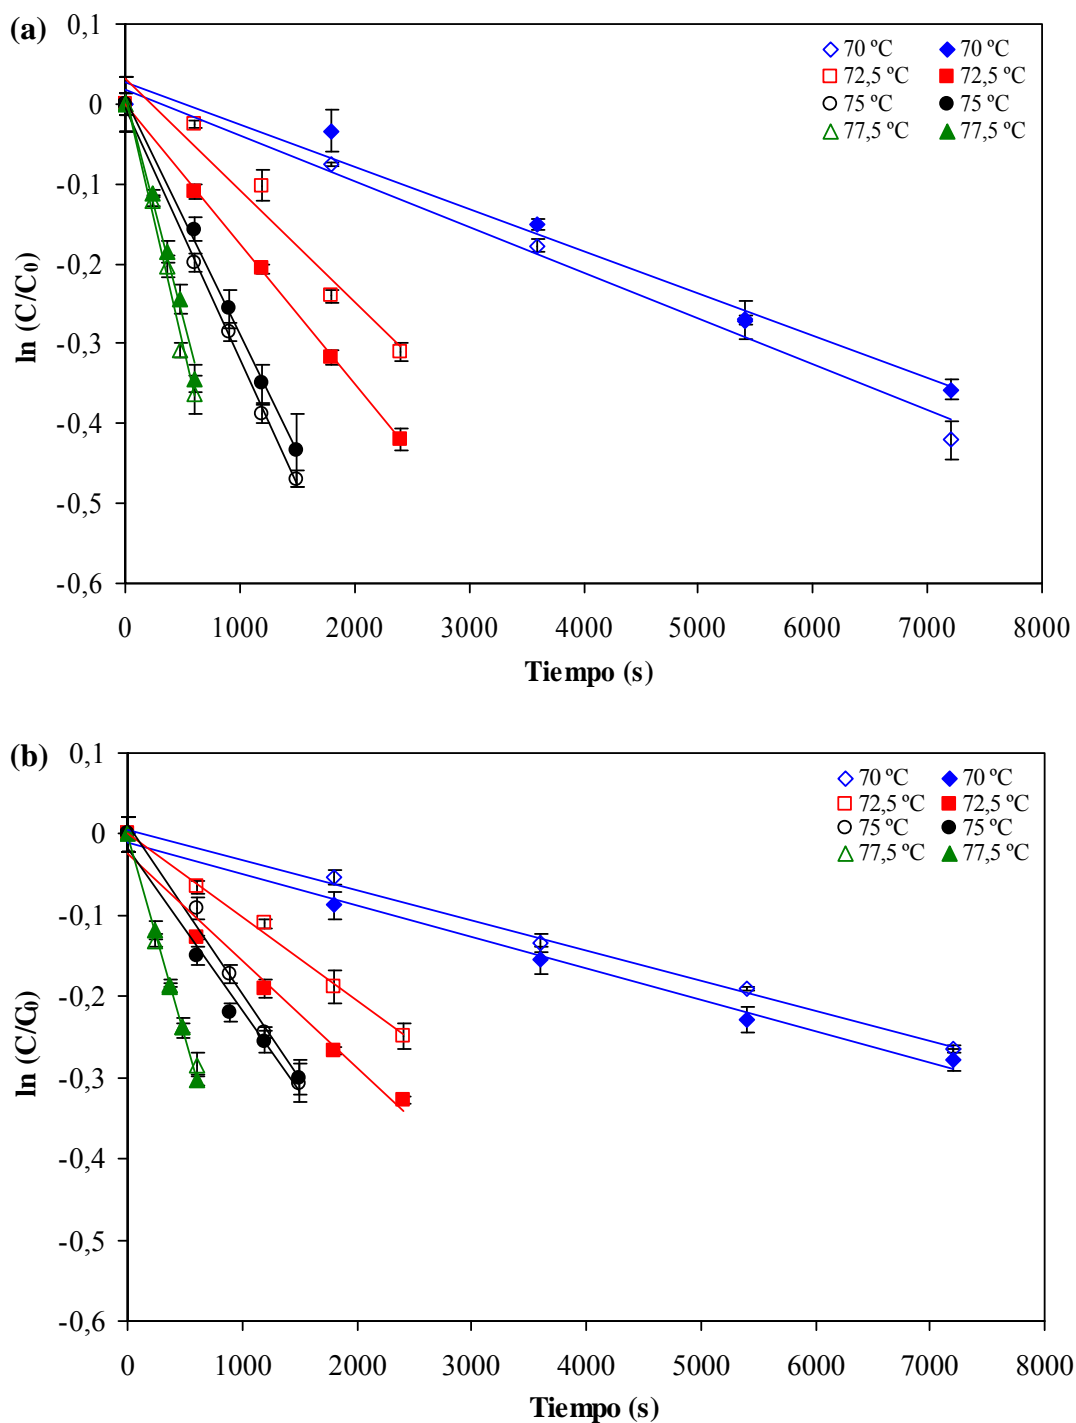 (a)
0,1
0
-0,1
-0,2
-0,3
-0,4
-0,5
-0,6
ln (C/C0)
70 ºC 70 ºC
72,5 ºC 72,5 ºC
75 ºC 75 ºC
77,5 ºC 77,5 ºC
0 1000 2000 3000 4000 5000 6000 7000 8000
Tiempo (s)
(b)
0,1
0
-0,1
-0,2
-0,3
-0,4
-0,5
-0,6
ln (C/C0)
70 ºC 70 ºC
72,5 ºC 72,5 ºC
75 ºC 75 ºC
77,5 ºC 77,5 ºC
0 1000 2000 3000 4000 5000 6000 7000 8000
Tiempo (s)